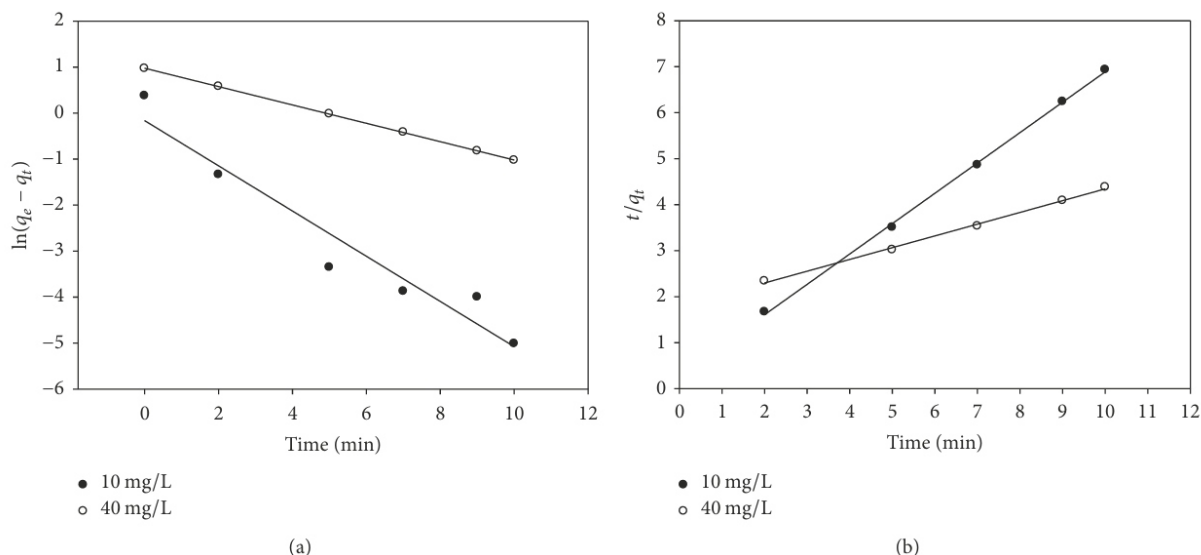 2
1
0
−1
−2
−3
−4
−5
−6
ln(qe − qt)
0 2 4 6 8 10 12
Time (min)
10 mg/L
40 mg/L
(a)
8
7
6
5
4
3
2
1
0
t/qt
0 1 2 3 4 5 6 7 8 9 10 11 12
Time (min)
10 mg/L
40 mg/L
(b)